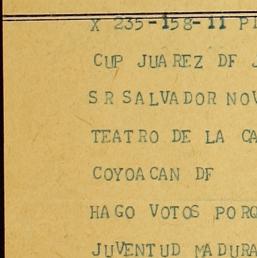 X 235-158-11 P
CUP JUAREZ DF J
SR SALVADOR NOV
TEATRO DE LA CA
COYOACAN DF
HAGO VOTOS PORQ
JUVENTUD MADURA